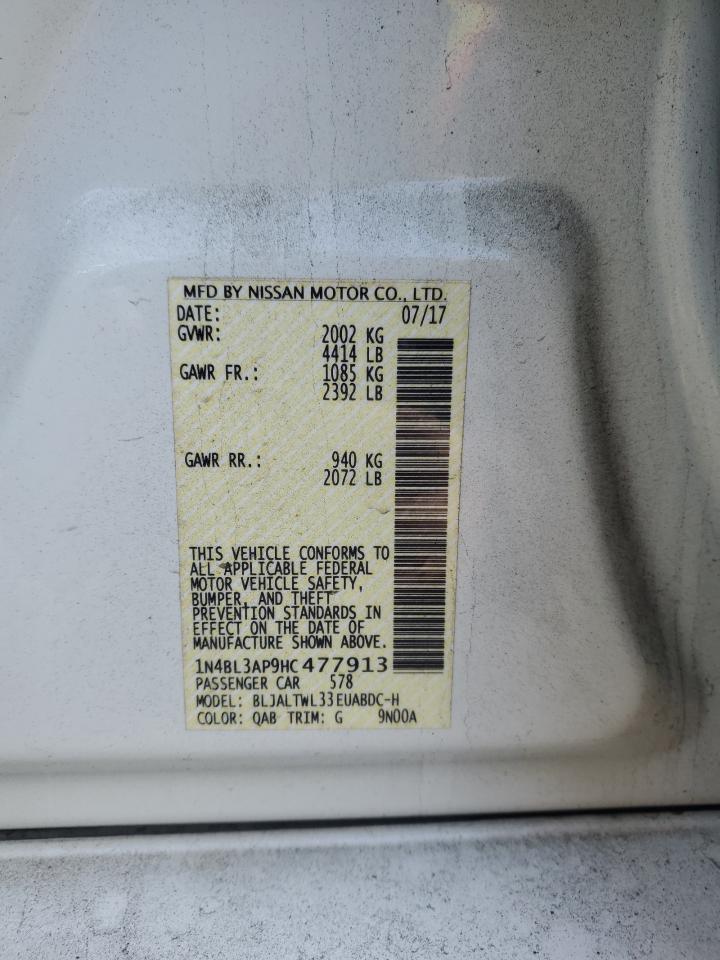 MFD BY NISSAN MOTOR CO., LTD.
DATE: 07/17
GVWR: 2002 KG
4414 LB
GAWR FR.: 1085 KG
2392 LB
GAWR RR.: 940 KG
2072 LB
THIS VEHICLE CONFORMS TO
ALL APPLICABLE FEDERAL
MOTOR VEHICLE SAFETY,
BUMPER, AND THEFT
PREVENTION STANDARDS IN
EFFECT ON THE DATE OF
MANUFACTURE SHOWN ABOVE.
1N4BL3AP9HC477913
PASSENGER CAR 578
MODEL: BLJALTWL33EUABDC-H
COLOR: QAB TRIM: G 9N00A